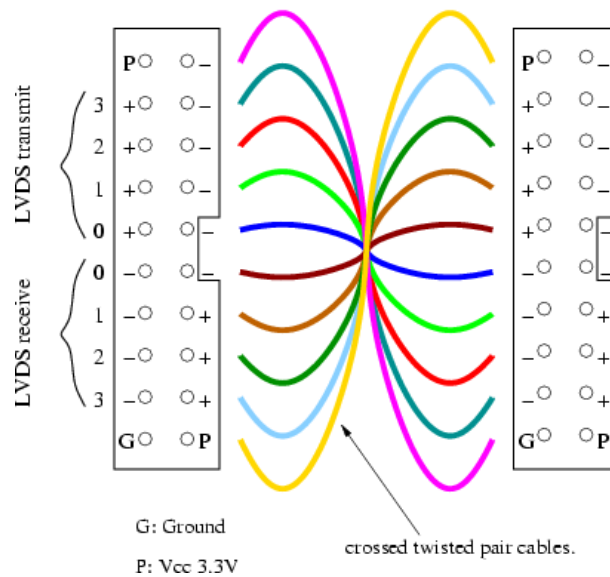 P – P –
3 + – + –
LVDS transmit
2 + – + –
1 + – + –
0 + – + –
0 – – – –
1 – + – +
LVDS receive
2 – + – +
3 – + – +
G P G P
G: Ground
crossed twisted pair cables.
P: Vcc 3.3V